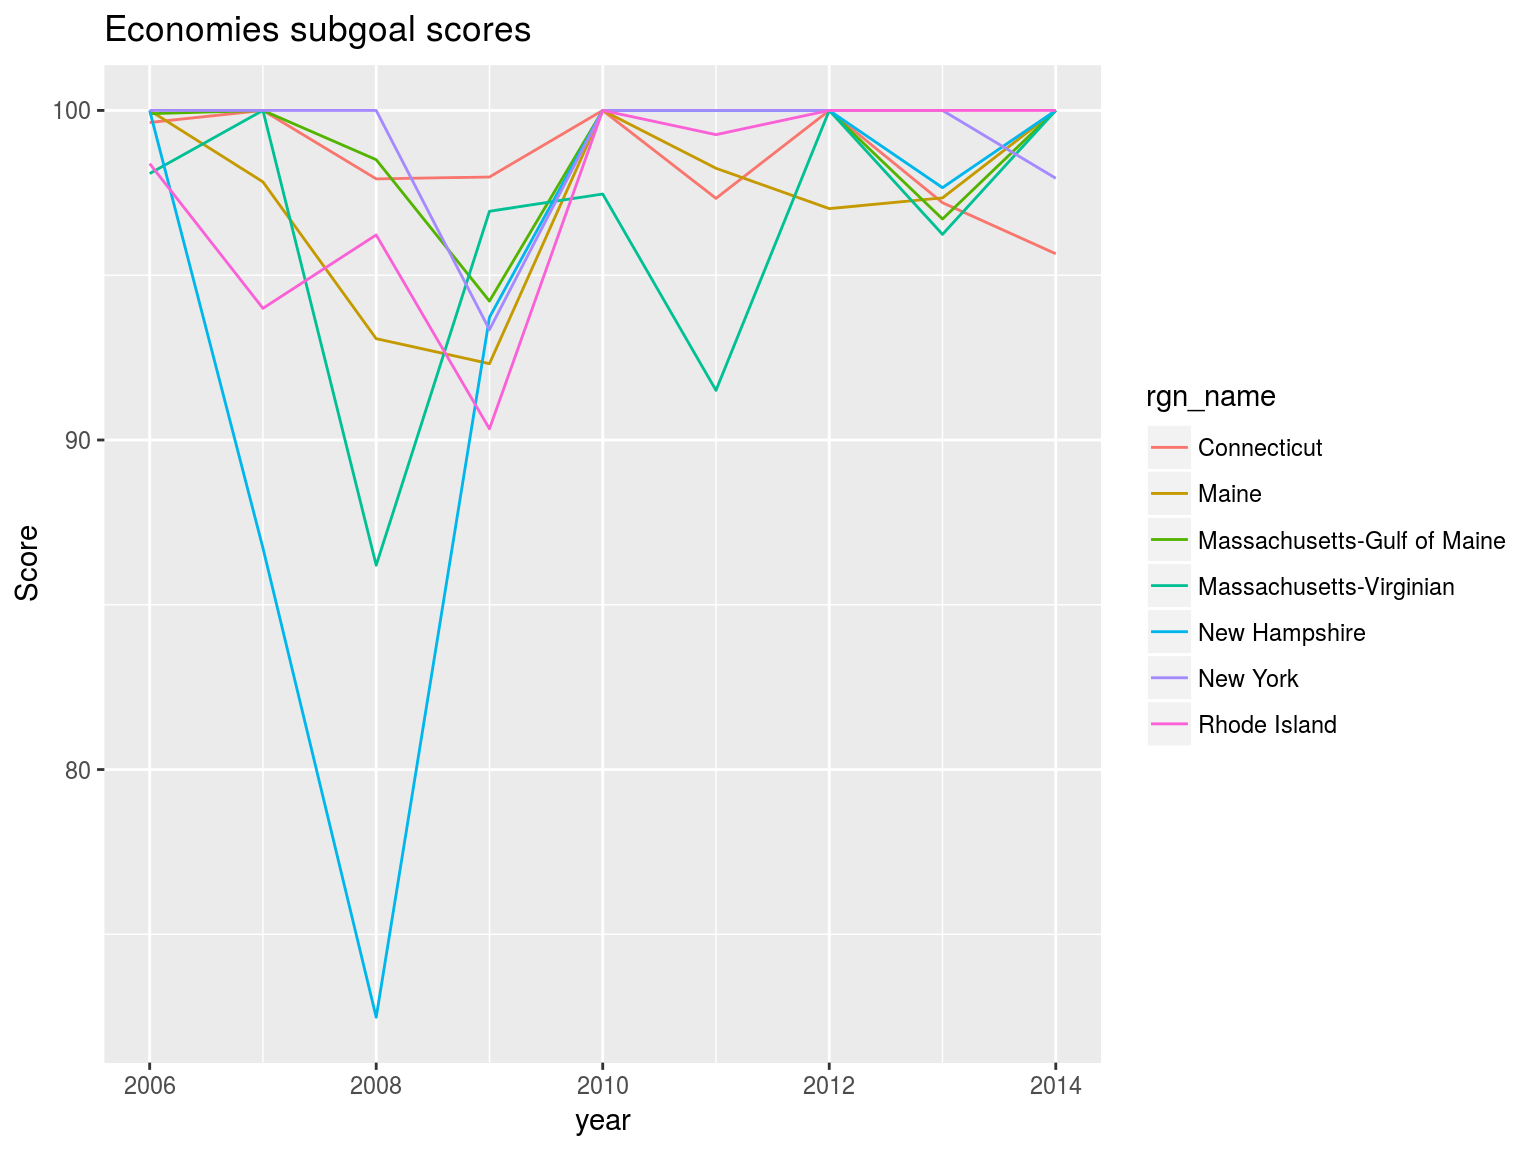 Economies subgoal scores
100
90
80
Score
2006 2008 2010 2012 2014
year
rgn_name
Connecticut
Maine
Massachusetts-Gulf of Maine
Massachusetts-Virginian
New Hampshire
New York
Rhode Island